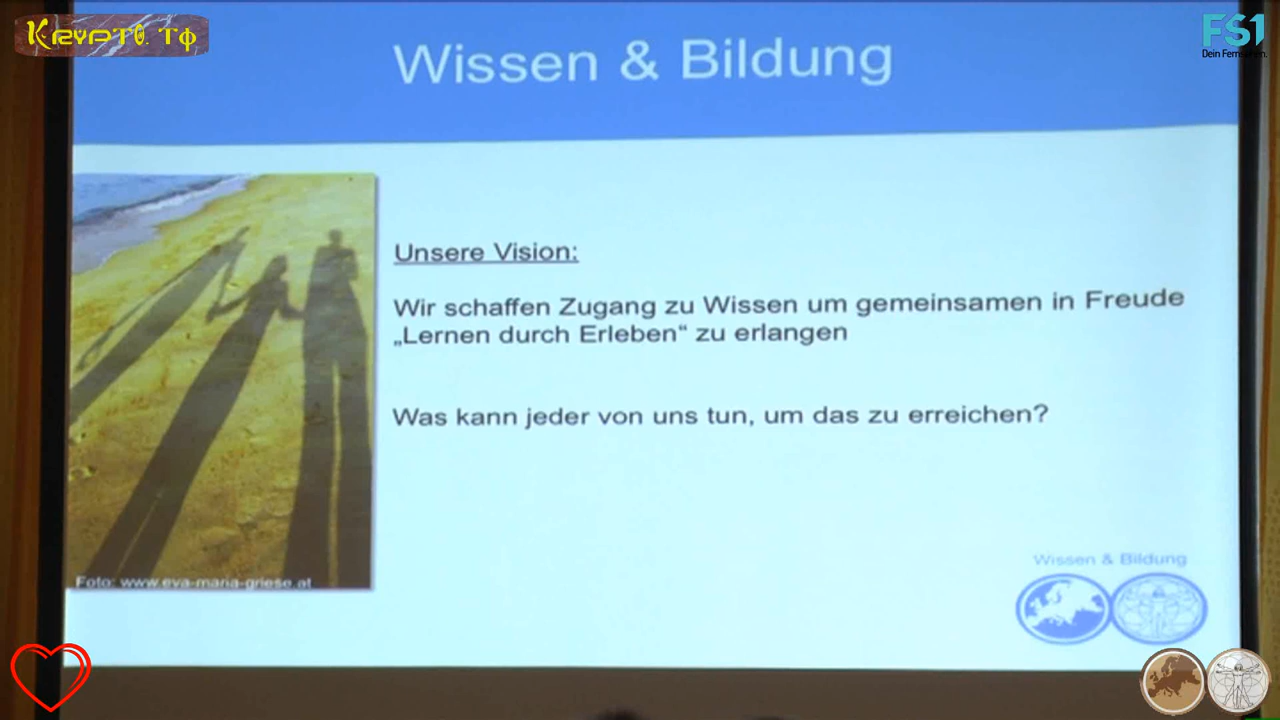 KRYPTO.TV
FS1
Dein Fernsehen.
Wissen & Bildung
Unsere Vision:
Wir schaffen Zugang zu Wissen um gemeinsamen in Freude
„Lernen durch Erleben“ zu erlangen
Was kann jeder von uns tun, um das zu erreichen?
Foto: www.eva-maria-griese.at
Wissen & Bildung